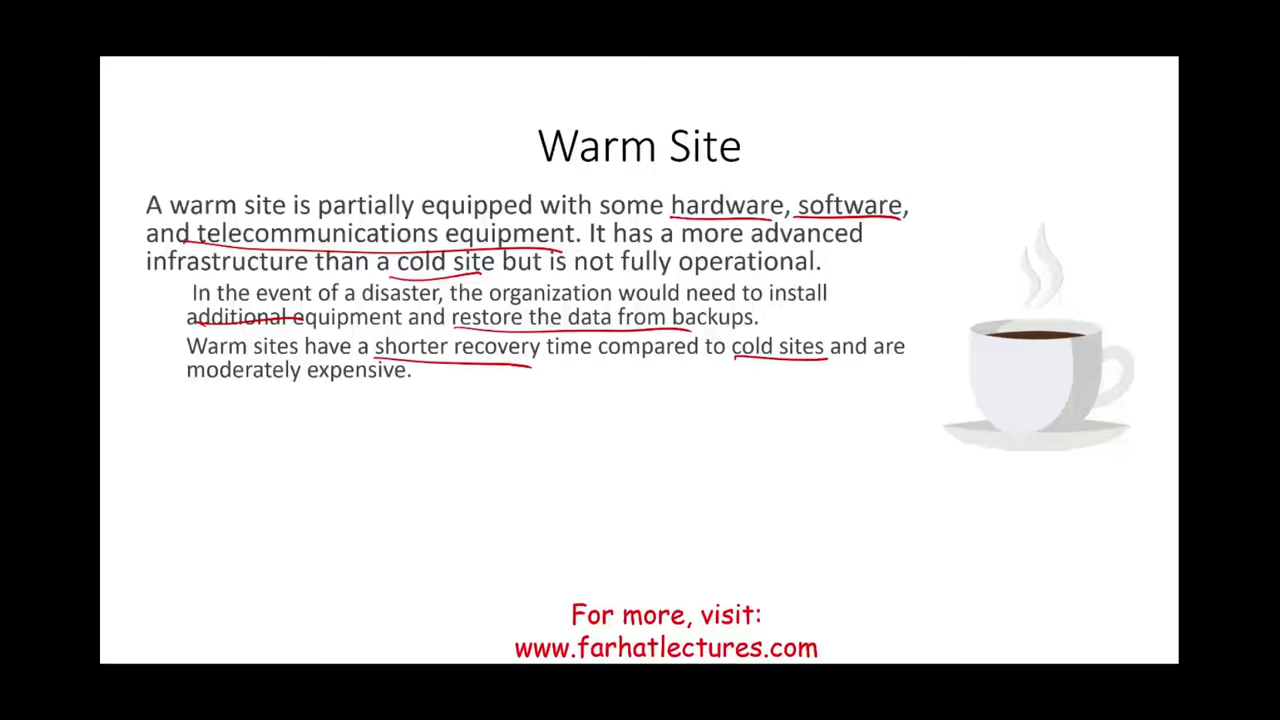 Warm Site
A warm site is partially equipped with some hardware, software,
and telecommunications equipment. It has a more advanced
infrastructure than a cold site but is not fully operational.
In the event of a disaster, the organization would need to install
additional equipment and restore the data from backups.
Warm sites have a shorter recovery time compared to cold sites and are
moderately expensive.
For more, visit:
www.farhatlectures.com